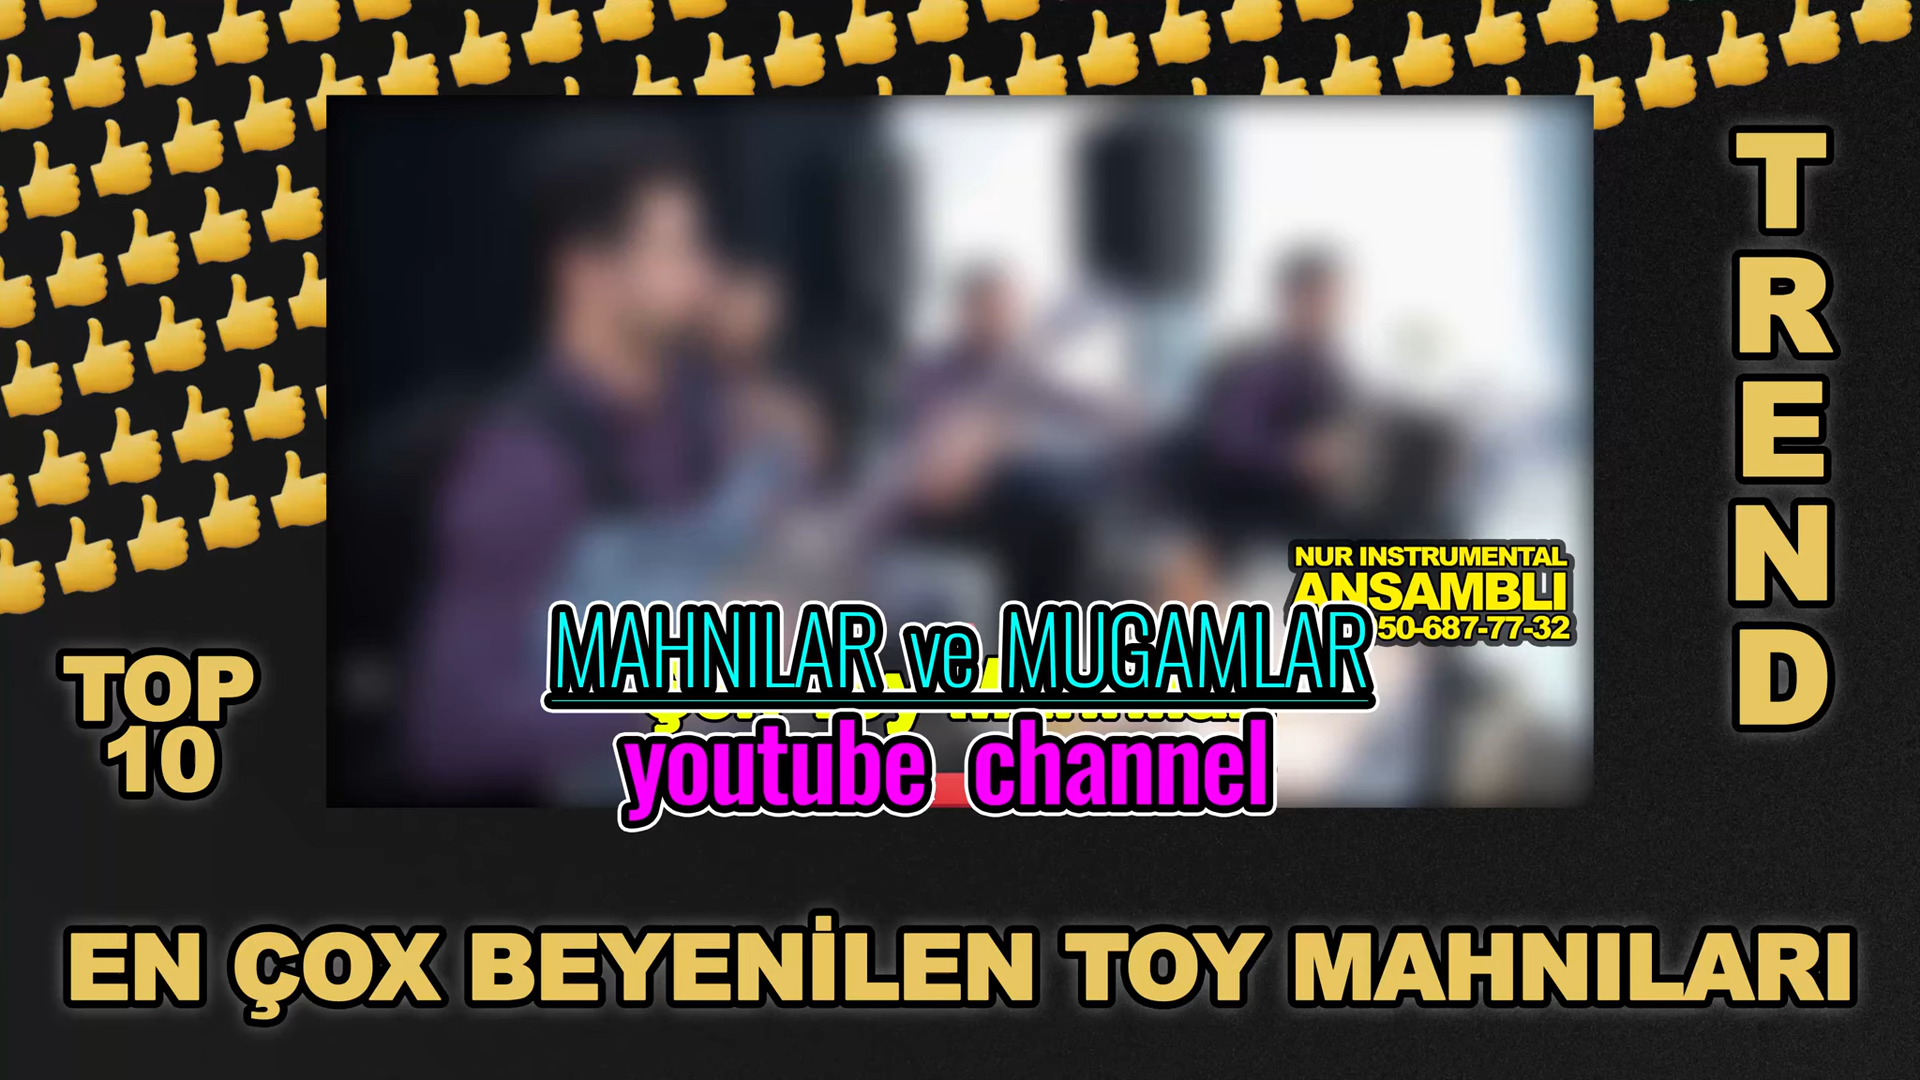 TREND
NUR INSTRUMENTAL
ANSAMBLI
50-687-77-32
MAHNILAR ve MUGAMLAR
youtube channel
TOP
10
EN ÇOX BEYENİLEN TOY MAHNILARI